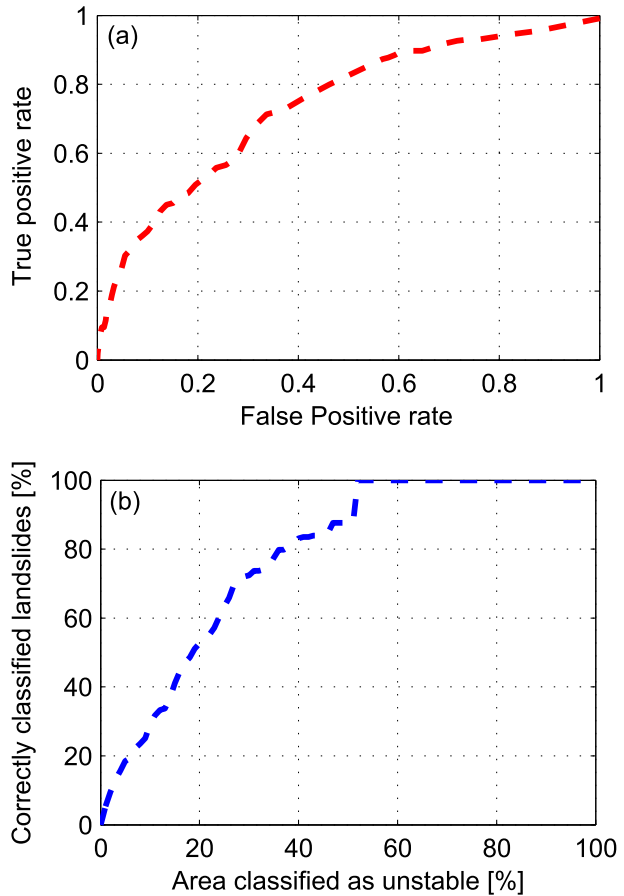 (a)
True positive rate
1
0.8
0.6
0.4
0.2
0
0 0.2 0.4 0.6 0.8 1
False Positive rate
(b)
Correctly classified landslides [%]
100
80
60
40
20
0
0 20 40 60 80 100
Area classified as unstable [%]